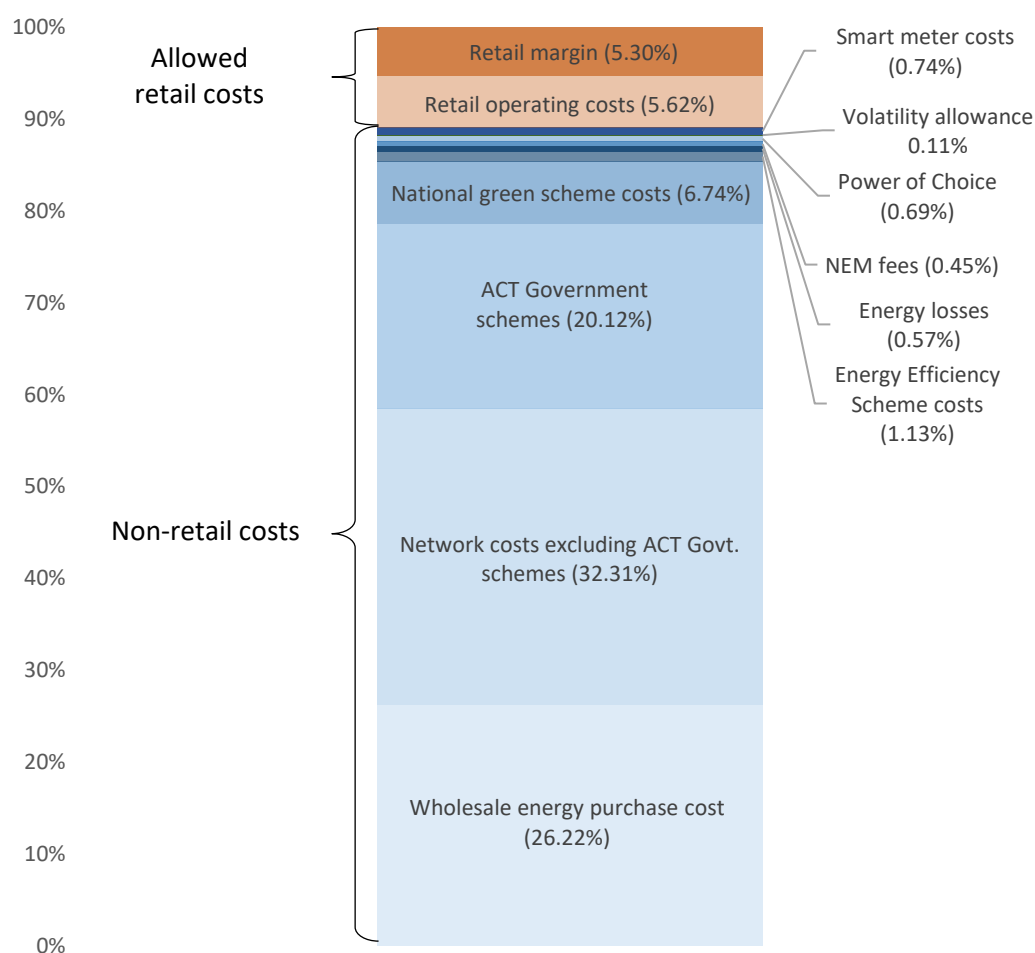 100%
90%
80%
70%
60%
50%
40%
30%
20%
10%
0%
Allowed
retail costs
Non-retail costs
Retail margin (5.30%)
Retail operating costs (5.62%)
National green scheme costs (6.74%)
ACT Government
schemes (20.12%)
Network costs excluding ACT Govt.
schemes (32.31%)
Wholesale energy purchase cost
(26.22%)
Smart meter costs
(0.74%)
Volatility allowance
0.11%
Power of Choice
(0.69%)
NEM fees (0.45%)
Energy losses
(0.57%)
Energy Efficiency
Scheme costs
(1.13%)